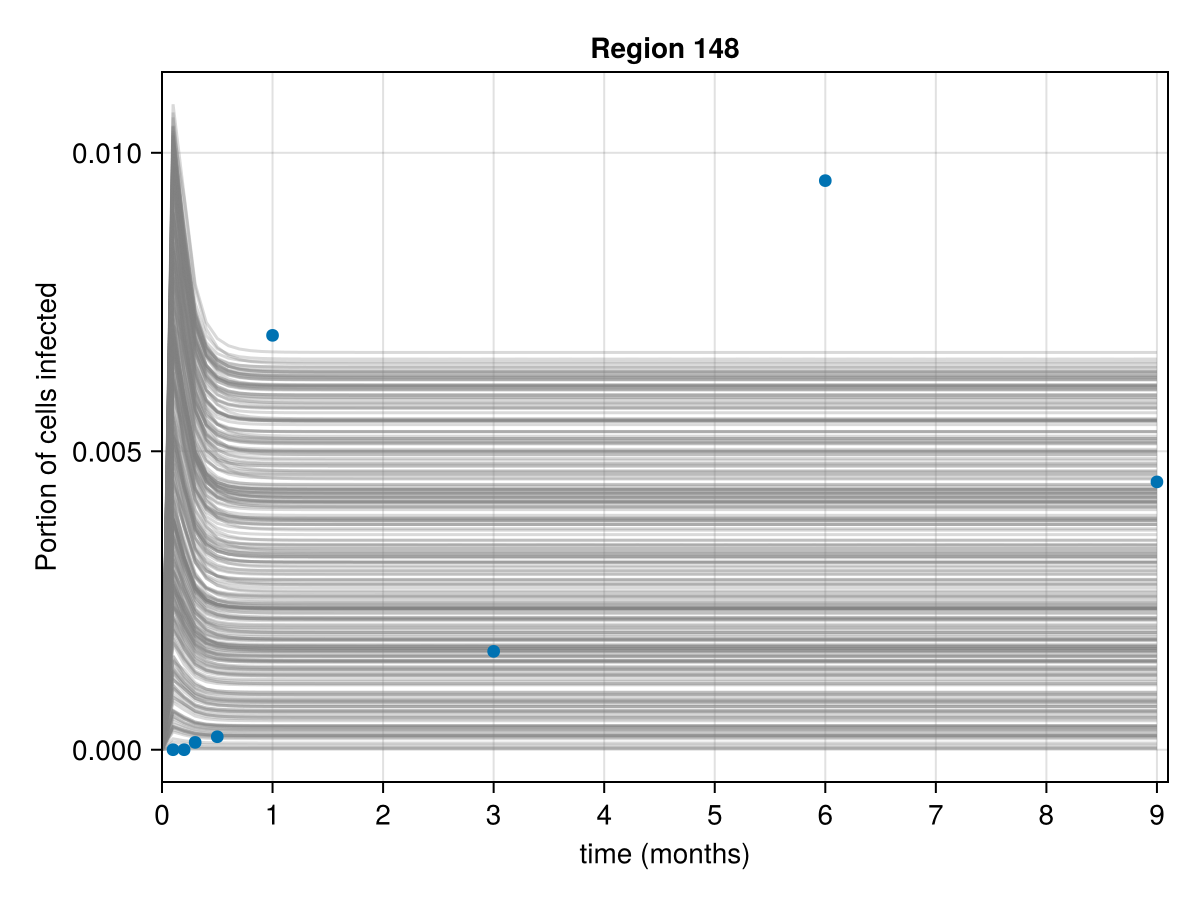 Region 148
Portion of cells infected
0.010
0.005
0.000
0 1 2 3 4 5 6 7 8 9
time (months)